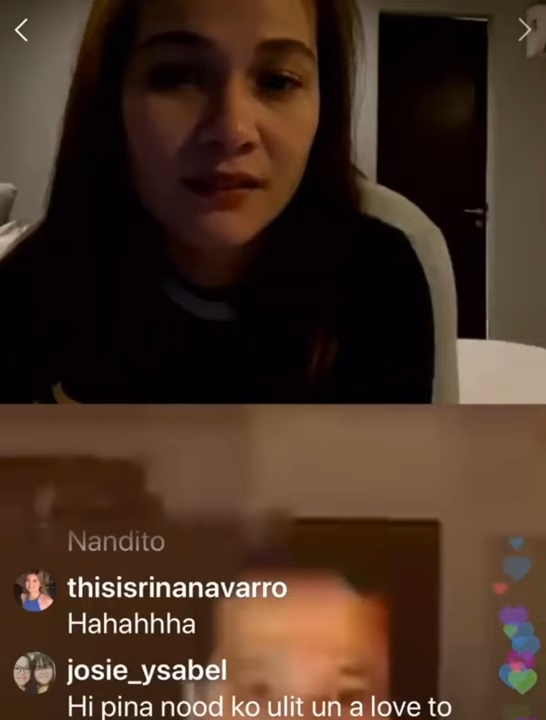 Nandito
thisisrinanavarro
Hahahhha
josie_ysabel
Hi pina nood ko ulit un a love to